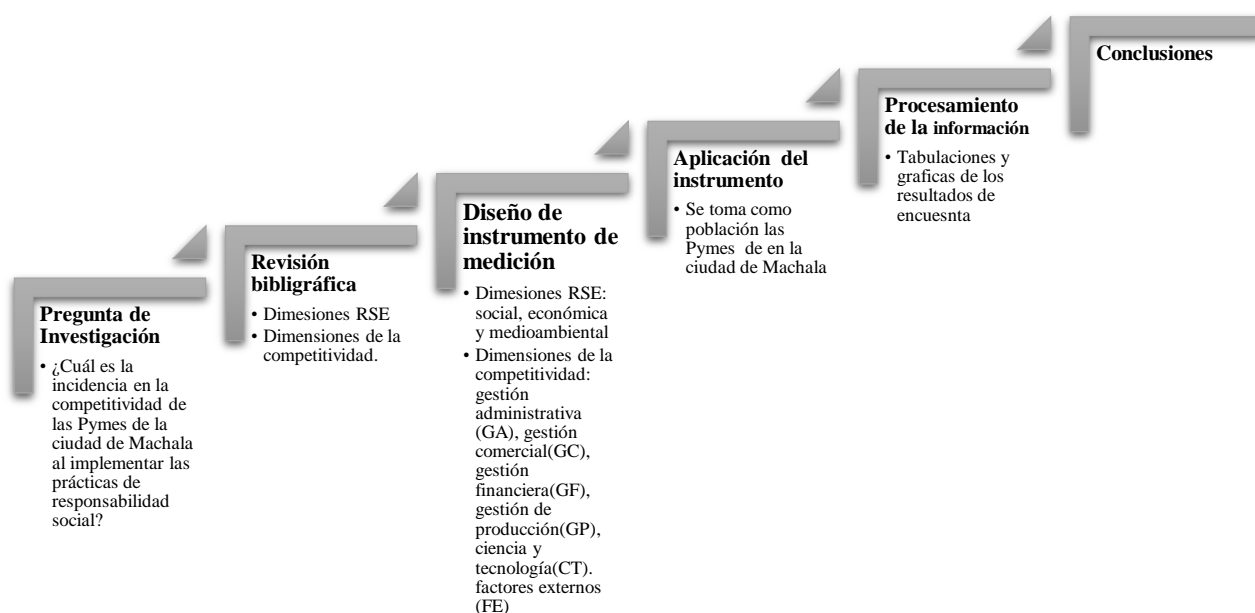 Pregunta de
Investigación
• ¿Cuál es la
incidencia en la
competitividad de
las Pymes de la
ciudad de Machala
al implementar las
prácticas de
responsabilidad
social?
Revisión
bibligráfica
• Dimesiones RSE
• Dimensiones de la
competitividad.
Diseño de
instrumento de
medición
• Dimesiones RSE:
social, económica
y medioambiental
• Dimensiones de la
competitividad:
gestión
administrativa
(GA), gestión
comercial(GC),
gestión
financiera(GF),
gestión de
producción(GP),
ciencia y
tecnología(CT).
factores externos
(FE)
Aplicación del
instrumento
• Se toma como
población las
Pymes de en la
ciudad de Machala
Procesamiento
de la información
• Tabulaciones y
graficas de los
resultados de
encuesnta
Conclusiones